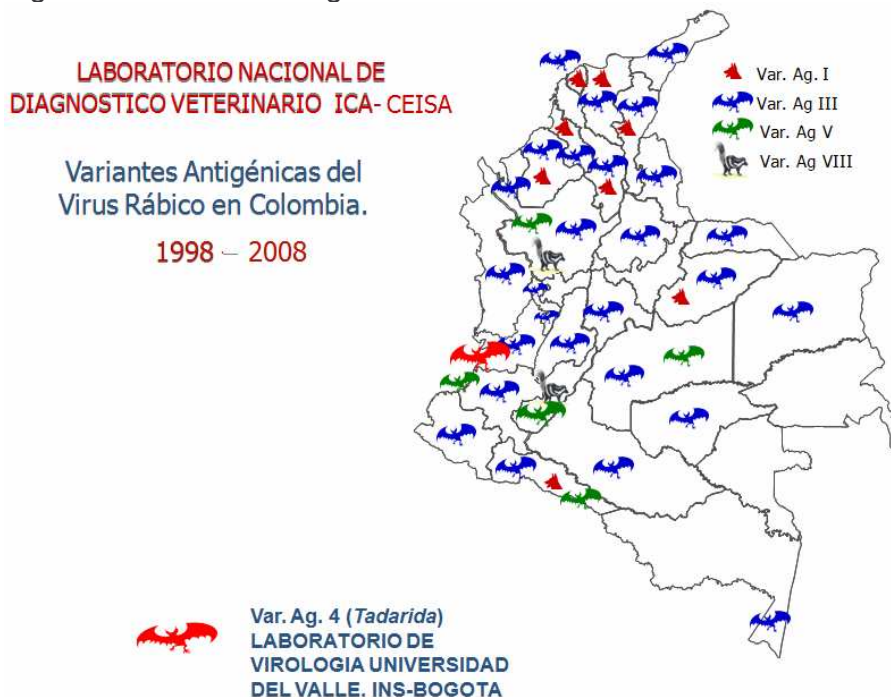 LABORATORIO NACIONAL DE
DIAGNOSTICO VETERINARIO ICA- CEISA
Variantes Antigénicas del
Virus Rábico en Colombia.
1998 – 2008
Var. Ag. I
Var. Ag III
Var. Ag V
Var. Ag VIII
Var. Ag. 4 (Tadarida)
LABORATORIO DE
VIROLOGIA UNIVERSIDAD
DEL VALLE. INS-BOGOTA